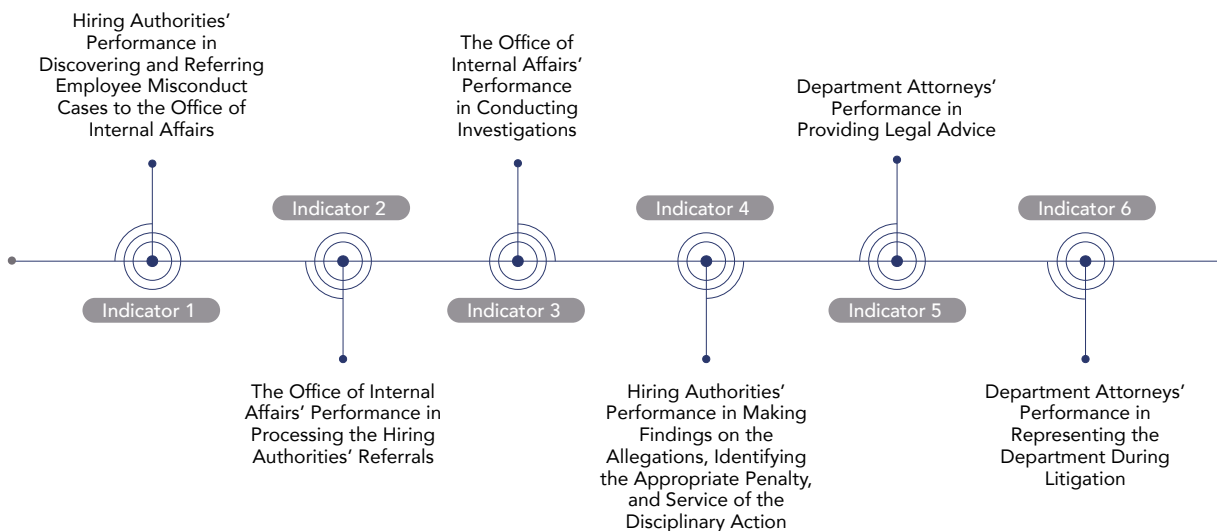 Hiring Authorities'
Performance in
Discovering and Referring
Employee Misconduct
Cases to the Office of
Internal Affairs
Indicator 1
Indicator 2
The Office of Internal
Affairs' Performance in
Processing the Hiring
Authorities' Referrals
The Office of
Internal Affairs'
Performance
in Conducting
Investigations
Indicator 3
Indicator 4
Hiring Authorities'
Performance in Making
Findings on the
Allegations, Identifying
the Appropriate Penalty,
and Service of the
Disciplinary Action
Department Attorneys'
Performance in
Providing Legal Advice
Indicator 5
Indicator 6
Department Attorneys'
Performance in
Representing the
Department During
Litigation